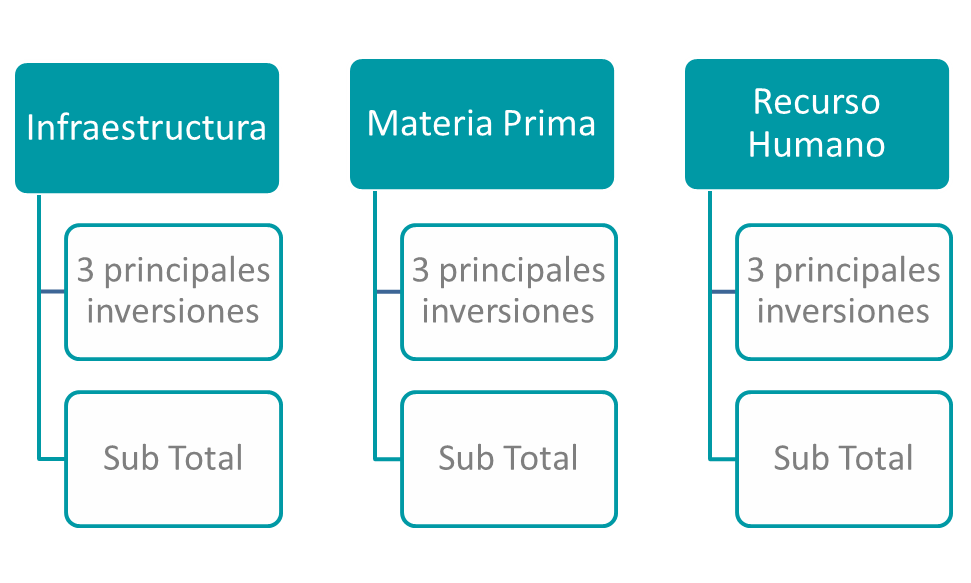 Infraestructura
3 principales
inversiones
Sub Total
Materia Prima
3 principales
inversiones
Sub Total
Recurso
Humano
3 principales
inversiones
Sub Total